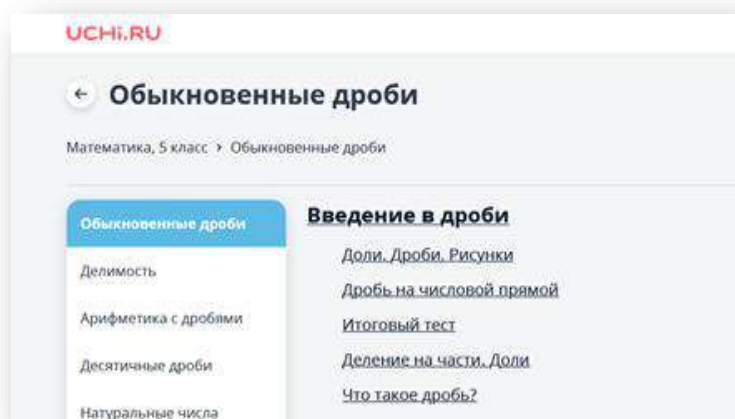 UCHi.RU
← Обыкновенные дроби
Математика, 5 класс › Обыкновенные дроби
Обыкновенные дроби
Делимость
Арифметика с дробями
Десятичные дроби
Натуральные числа
Введение в дроби
Доли. Дроби. Рисунки
Дробь на числовой прямой
Итоговый тест
Деление на части. Доли
Что такое дробь?